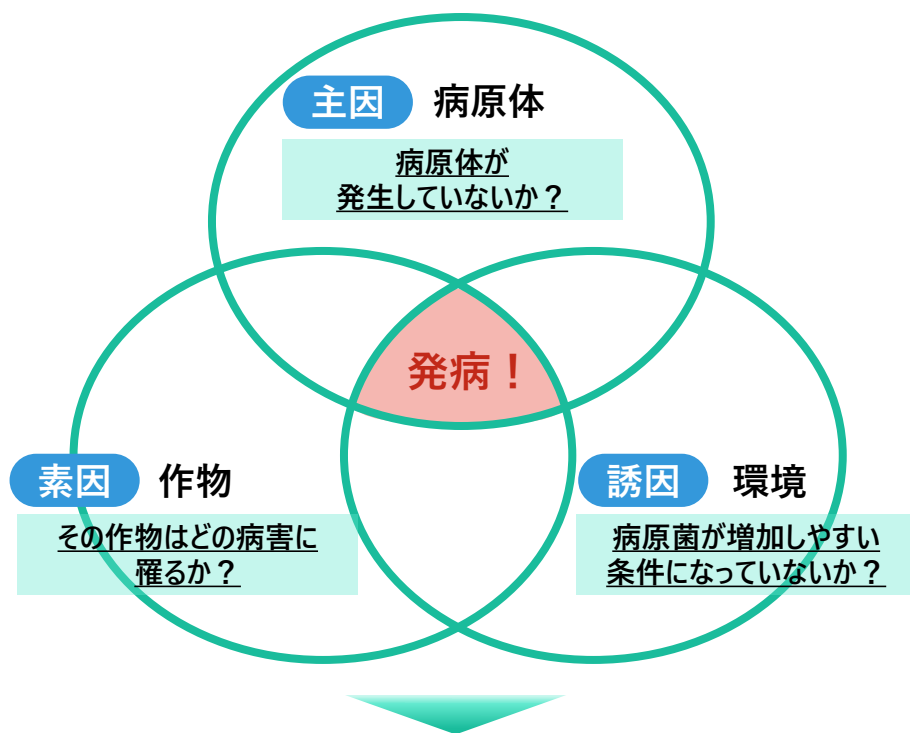 主因 病原体
病原体が
発生していないか？
発病！
素因 作物
その作物はどの病害に
罹るか？
誘因 環境
病原菌が増加しやすい
条件になっていないか？